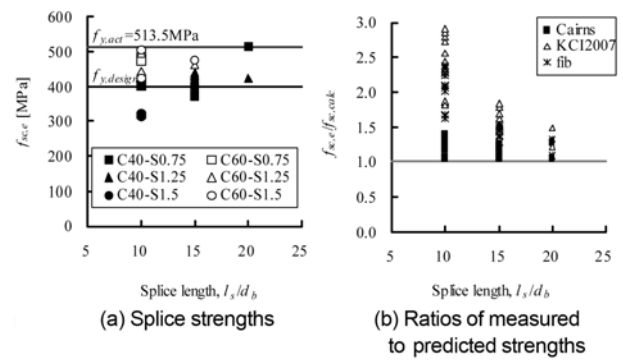 f_y,act=513.5MPa
f_y,design
f_sc,e [MPa]
600
500
400
300
200
100
0
C40-S0.75
C60-S0.75
C40-S1.25
C60-S1.25
C40-S1.5
C60-S1.5
5
10
15
20
25
Splice length, l_s/d_b
(a) Splice strengths
f_sc,e/f_sc,calc
3.0
2.5
2.0
1.5
1.0
0.5
0.0
Cairns
KCI2007
fib
5
10
15
20
25
Splice length, l_s/d_b
(b) Ratios of measured
to predicted strengths